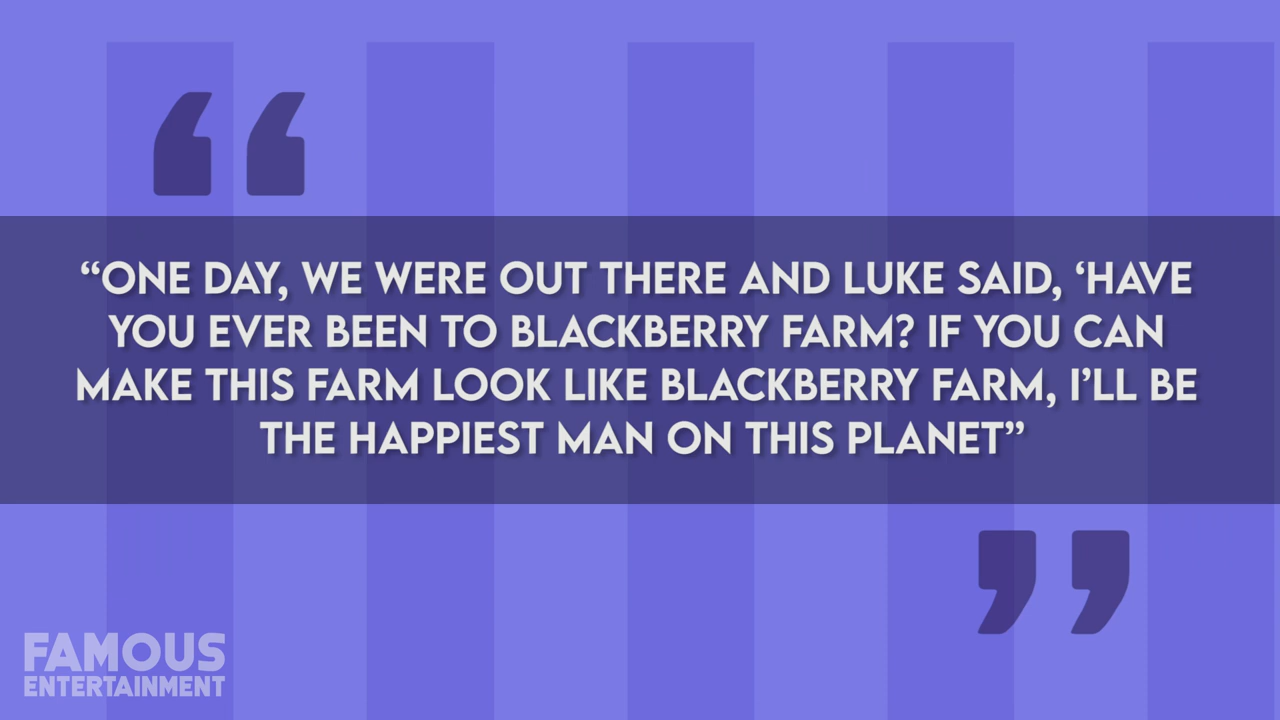 “ONE DAY, WE WERE OUT THERE AND LUKE SAID, ‘HAVE
YOU EVER BEEN TO BLACKBERRY FARM? IF YOU CAN
MAKE THIS FARM LOOK LIKE BLACKBERRY FARM, I’LL BE
THE HAPPIEST MAN ON THIS PLANET”
FAMOUS
ENTERTAINMENT